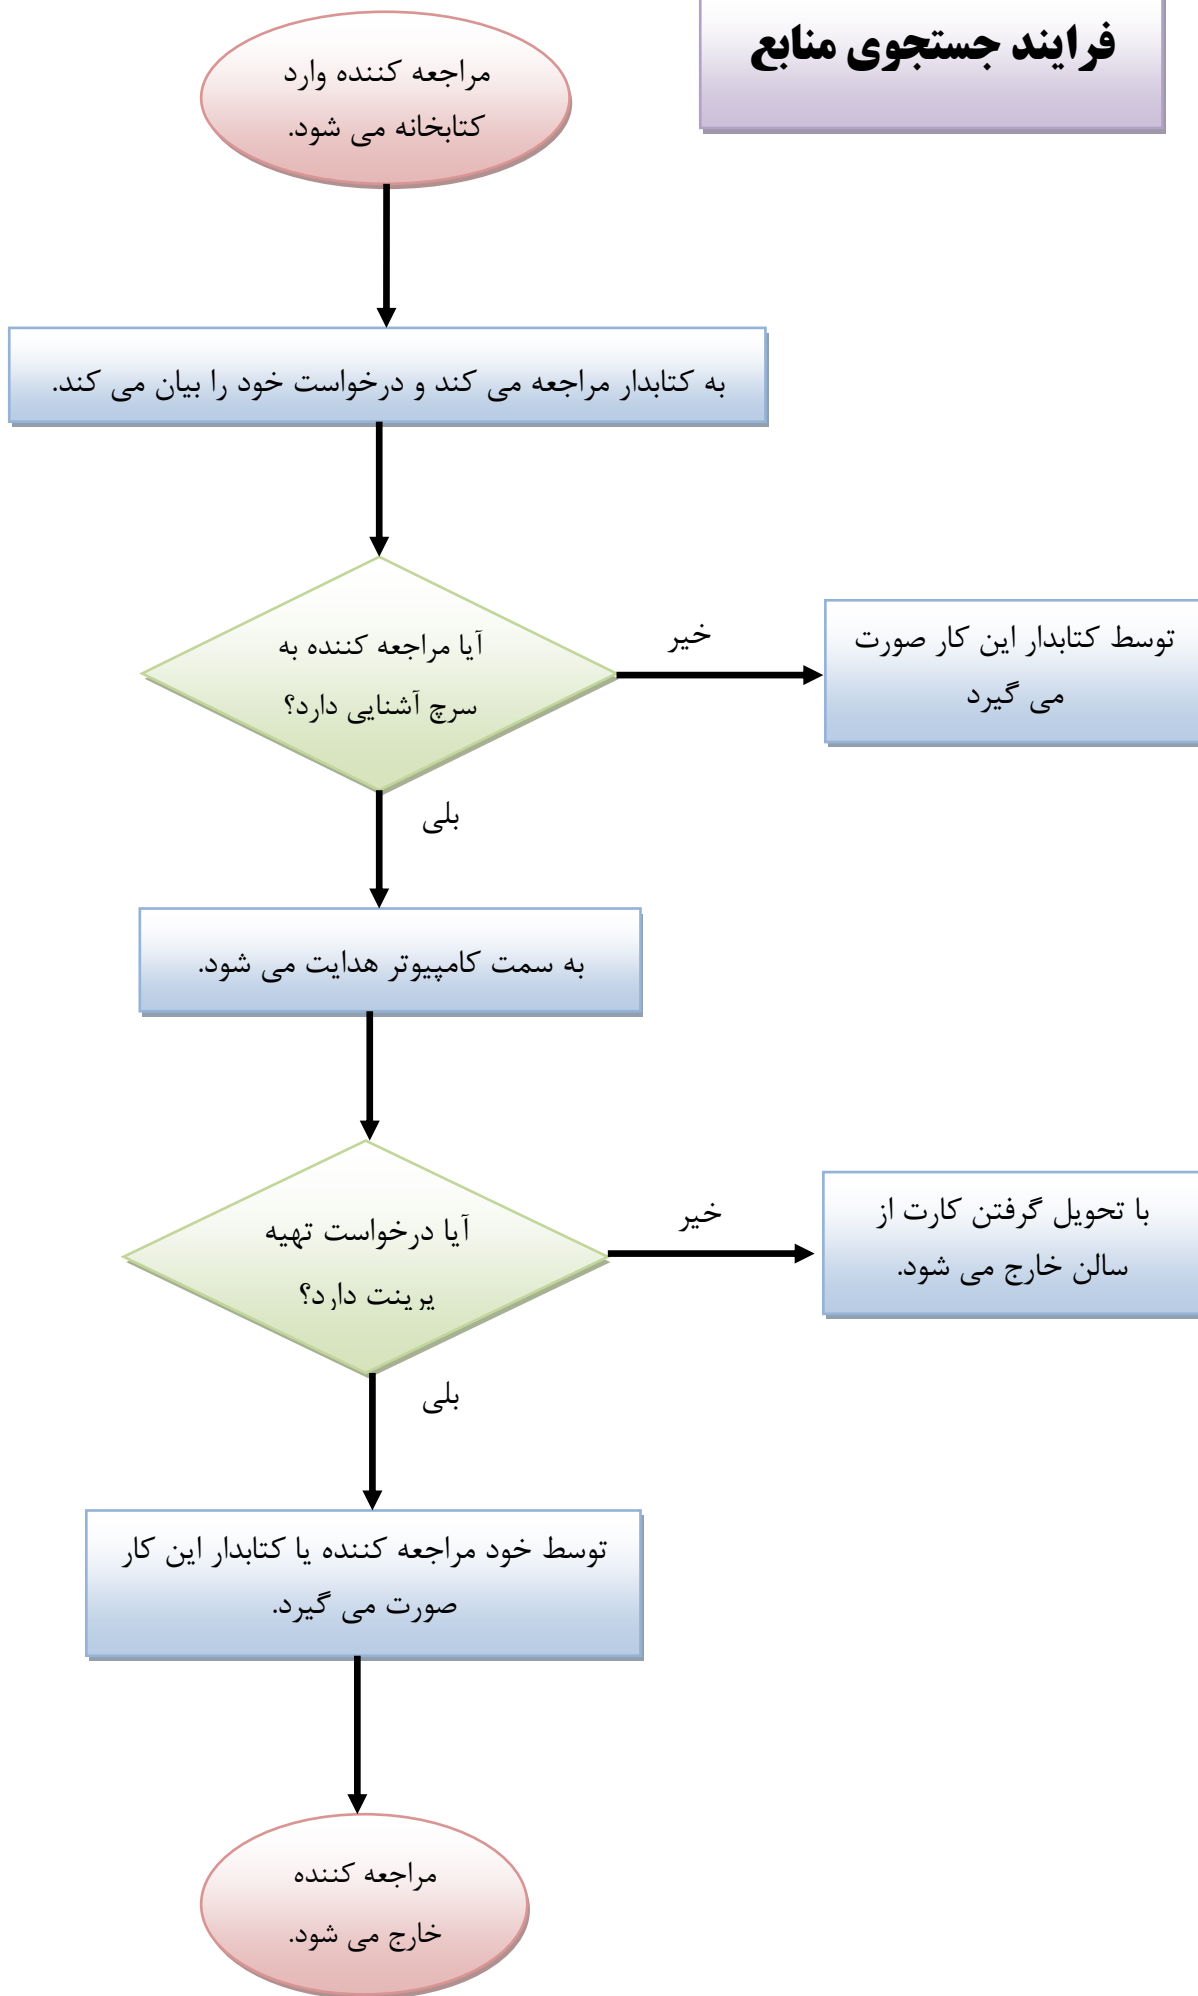 فرایند جستجوی منابع
مراجعه کننده وارد
کتابخانه می شود.
به کتابدار مراجعه می کند و درخواست خود را بیان می کند.
آیا مراجعه کننده به
سرچ آشنایی دارد؟
خیر
توسط کتابدار این کار صورت
می گیرد
بلی
به سمت کامپیوتر هدایت می شود.
آیا درخواست تهیه
پرینت دارد؟
خیر
با تحویل گرفتن کارت از
سالن خارج می شود.
بلی
توسط خود مراجعه کننده یا کتابدار این کار
صورت می گیرد.
مراجعه کننده
خارج می شود.